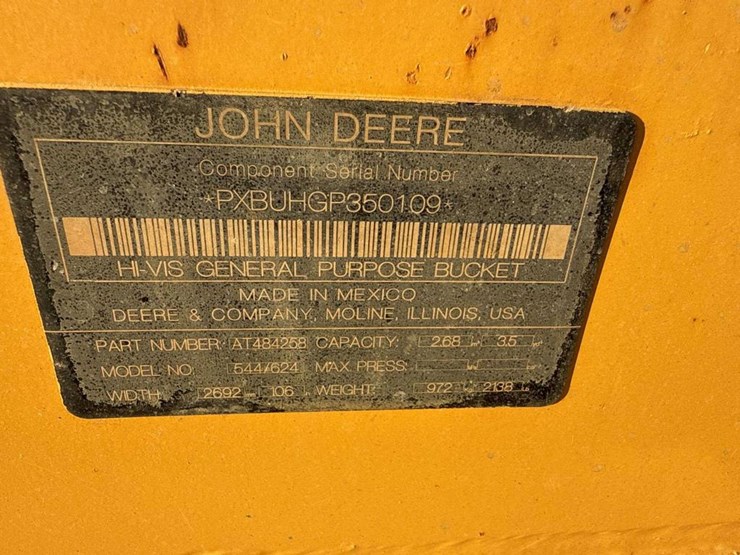 JOHN DEERE
Component Serial Number
*PXBUHGP350109*
HI-VIS GENERAL PURPOSE BUCKET
MADE IN MEXICO
DEERE & COMPANY, MOLINE, ILLINOIS, USA
PART NUMBER: AT484258 CAPACITY: 2.68 3.5
MODEL NO: 544/624 MAX PRESS:
WIDTH: 2692 106 WEIGHT: 972 2138